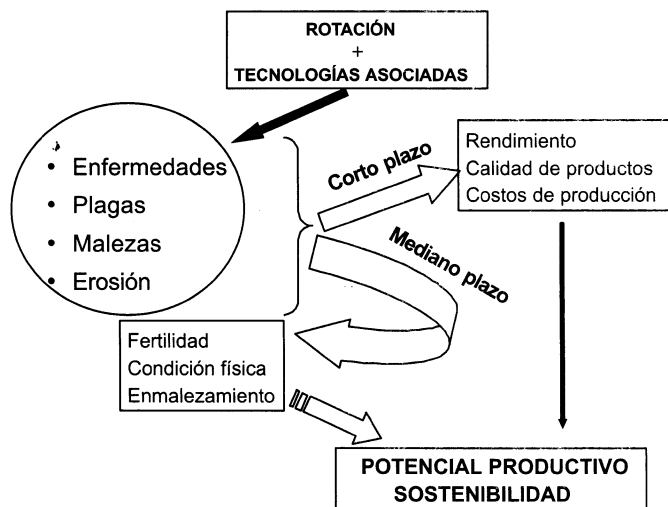 ROTACIÓN
+
TECNOLOGÍAS ASOCIADAS
• Enfermedades
• Plagas
• Malezas
• Erosión
Corto plazo
Rendimiento
Calidad de productos
Costos de producción
Mediano plazo
Fertilidad
Condición física
Enmalezamiento
POTENCIAL PRODUCTIVO
SOSTENIBILIDAD